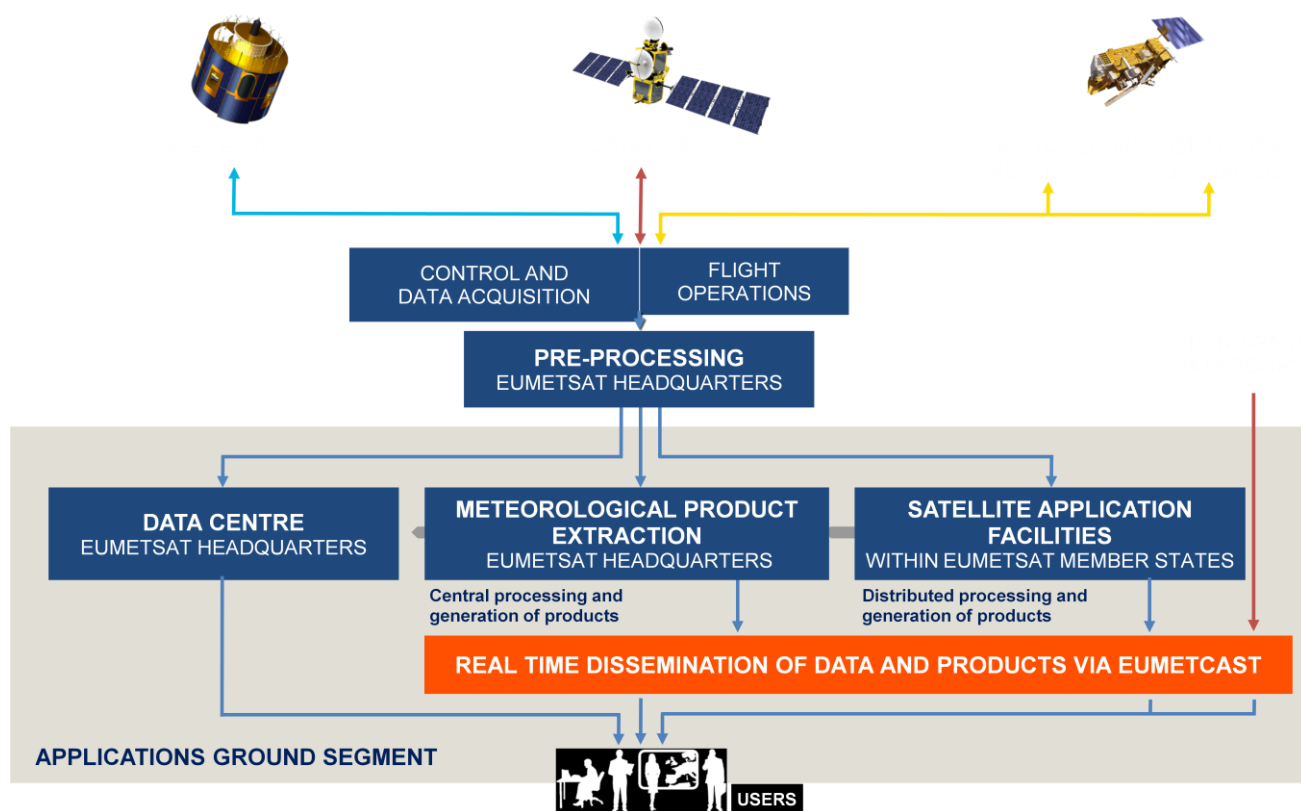 CONTROL AND
DATA ACQUISITION
FLIGHT
OPERATIONS
PRE-PROCESSING
EUMETSAT HEADQUARTERS
DATA CENTRE
EUMETSAT HEADQUARTERS
METEOROLOGICAL PRODUCT
EXTRACTION
EUMETSAT HEADQUARTERS
SATELLITE APPLICATION
FACILITIES
WITHIN EUMETSAT MEMBER STATES
Central processing and
generation of products
Distributed processing and
generation of products
REAL TIME DISSEMINATION OF DATA AND PRODUCTS VIA EUMETCAST
APPLICATIONS GROUND SEGMENT
USERS